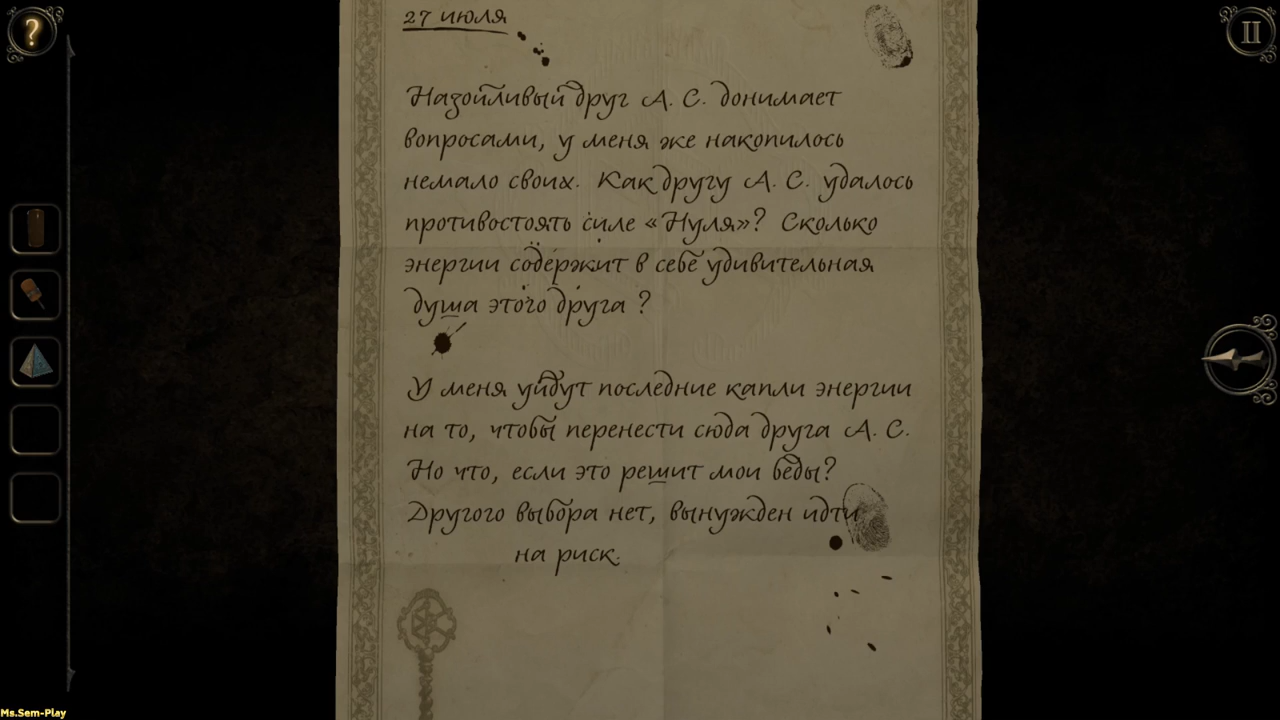 27 июля
Назойливый друг А. С. донимает
вопросами, у меня же накопилось
немало своих. Как другу А. С. удалось
противостоять силе «Нуля»? Сколько
энергии содержит в себе удивительная
душа этого друга ?
У меня уйдут последние капли энергии
на то, чтобы перенести сюда друга А. С.
Но что, если это решит мои беды?
Другого выбора нет, вынужден идти
на риск.
Ms.Sem-Play